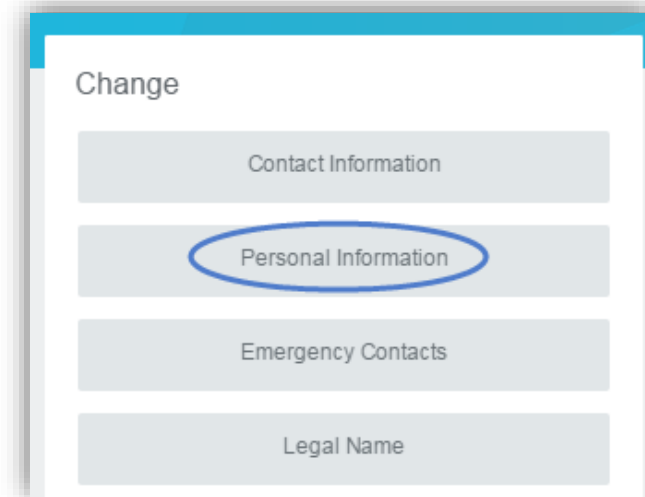 Change
Contact Information
Personal Information
Emergency Contacts
Legal Name